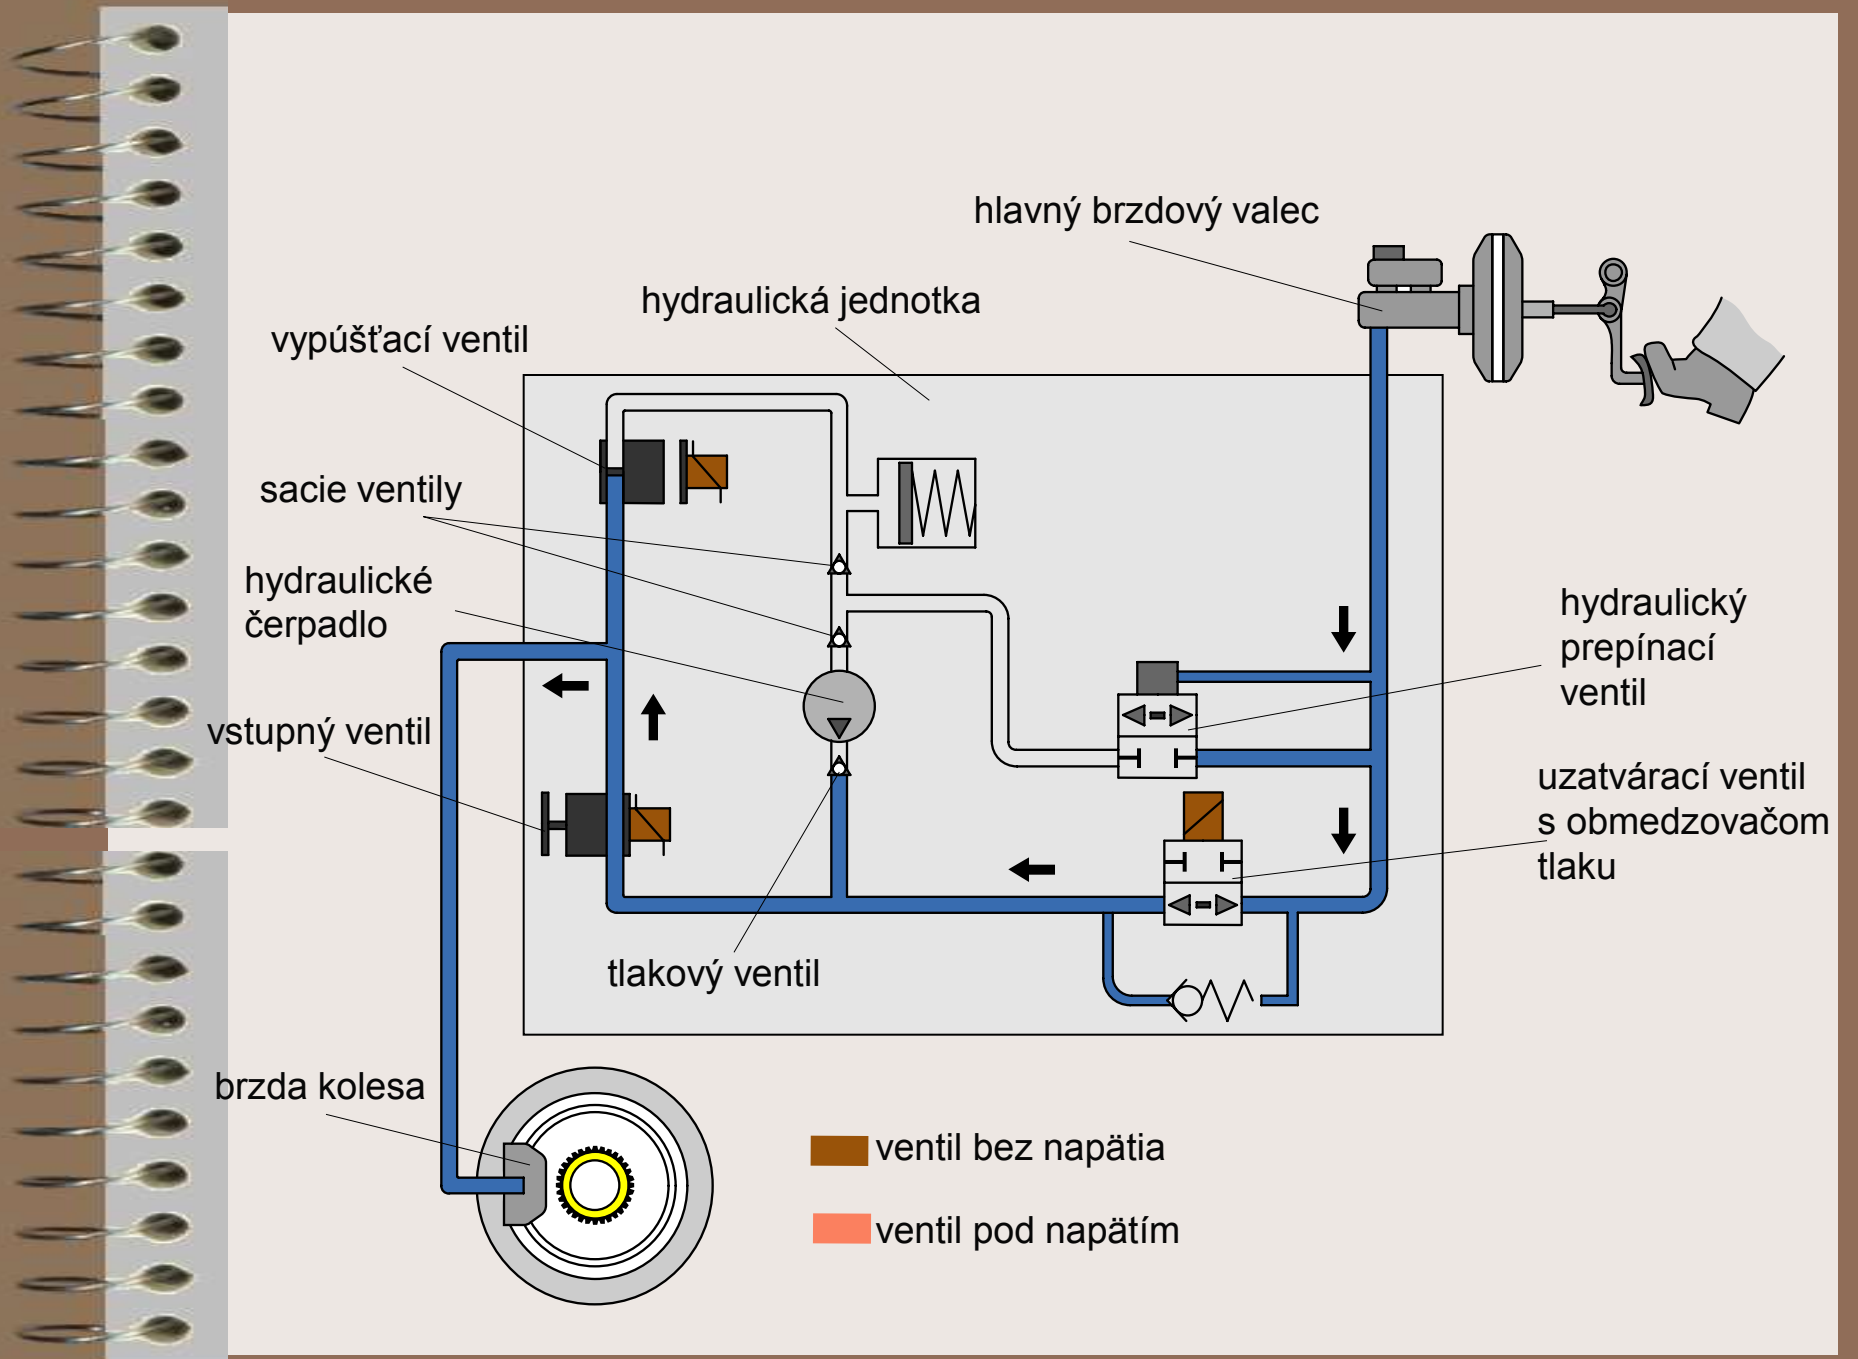 hlavný brzdový valec
hydraulická jednotka
vypúšťací ventil
sacie ventily
hydraulické
čerpadlo
hydraulický
prepínací
ventil
vstupný ventil
uzatvárací ventil
s obmedzovačom
tlaku
tlakový ventil
brzda kolesa
ventil bez napätia
ventil pod napätím